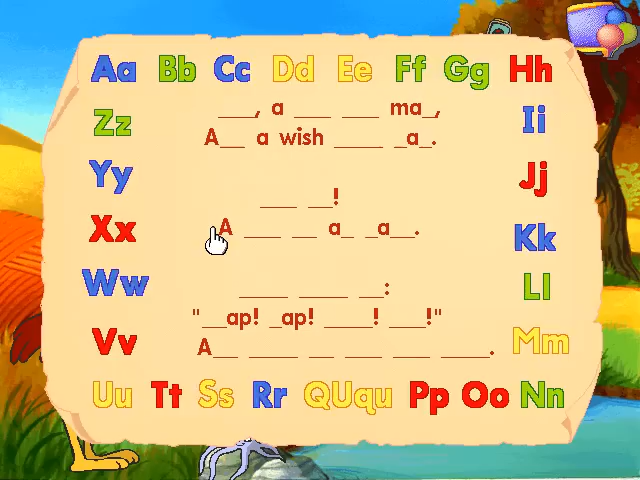 Aa Bb Cc Dd Ee Ff Gg Hh
Zz
Yy
Xx
Ww
Vv
___, a ___ ___ ma_,
A__ a wish ____ _a_.
___ __!
A ___ __ a_ _a__.
____ ____ __:
"__ap! _ap! ____! ___!"
A__ ____ __ ___ ___ ____.
Ii
Jj
Kk
Ll
Mm
Uu Tt Ss Rr QUqu Pp Oo Nn